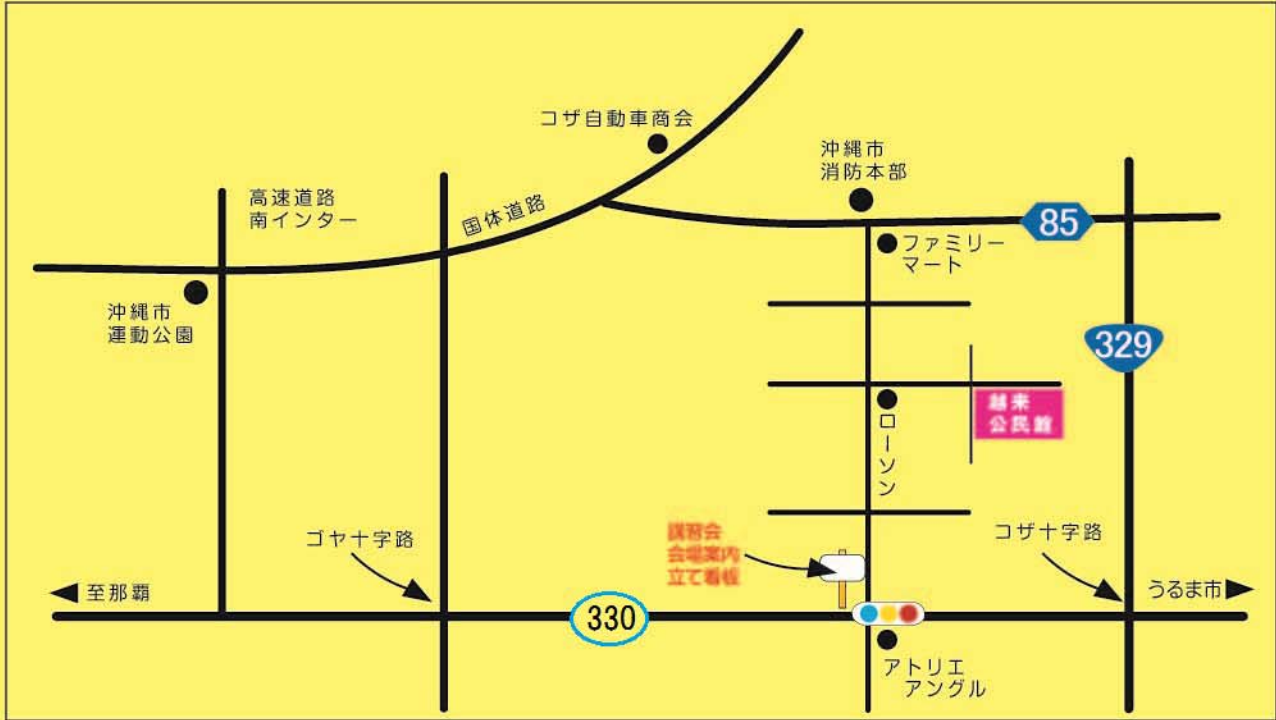 コザ自動車商会
沖縄市
消防本部
高速道路
南インター
国体道路
85
ファミリー
マート
沖縄市
運動公園
329
越来
公民館
ローソン
ゴヤ十字路
講習会
会場案内
立て看板
コザ十字路
至那覇
うるま市
330
アトリエ
アングル